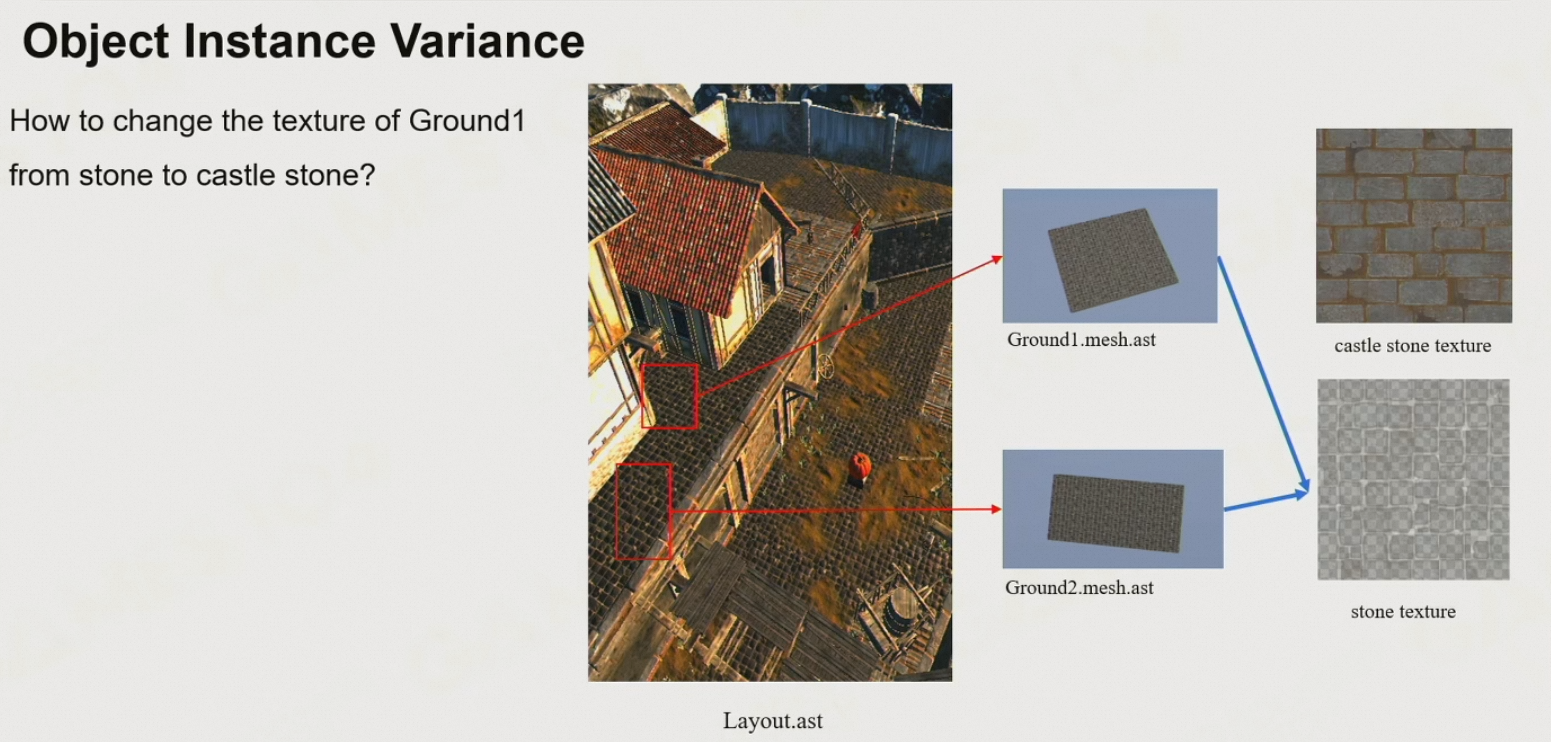 Object Instance Variance
How to change the texture of Ground1
from stone to castle stone?
Ground1.mesh.ast
castle stone texture
Ground2.mesh.ast
stone texture
Layout.ast